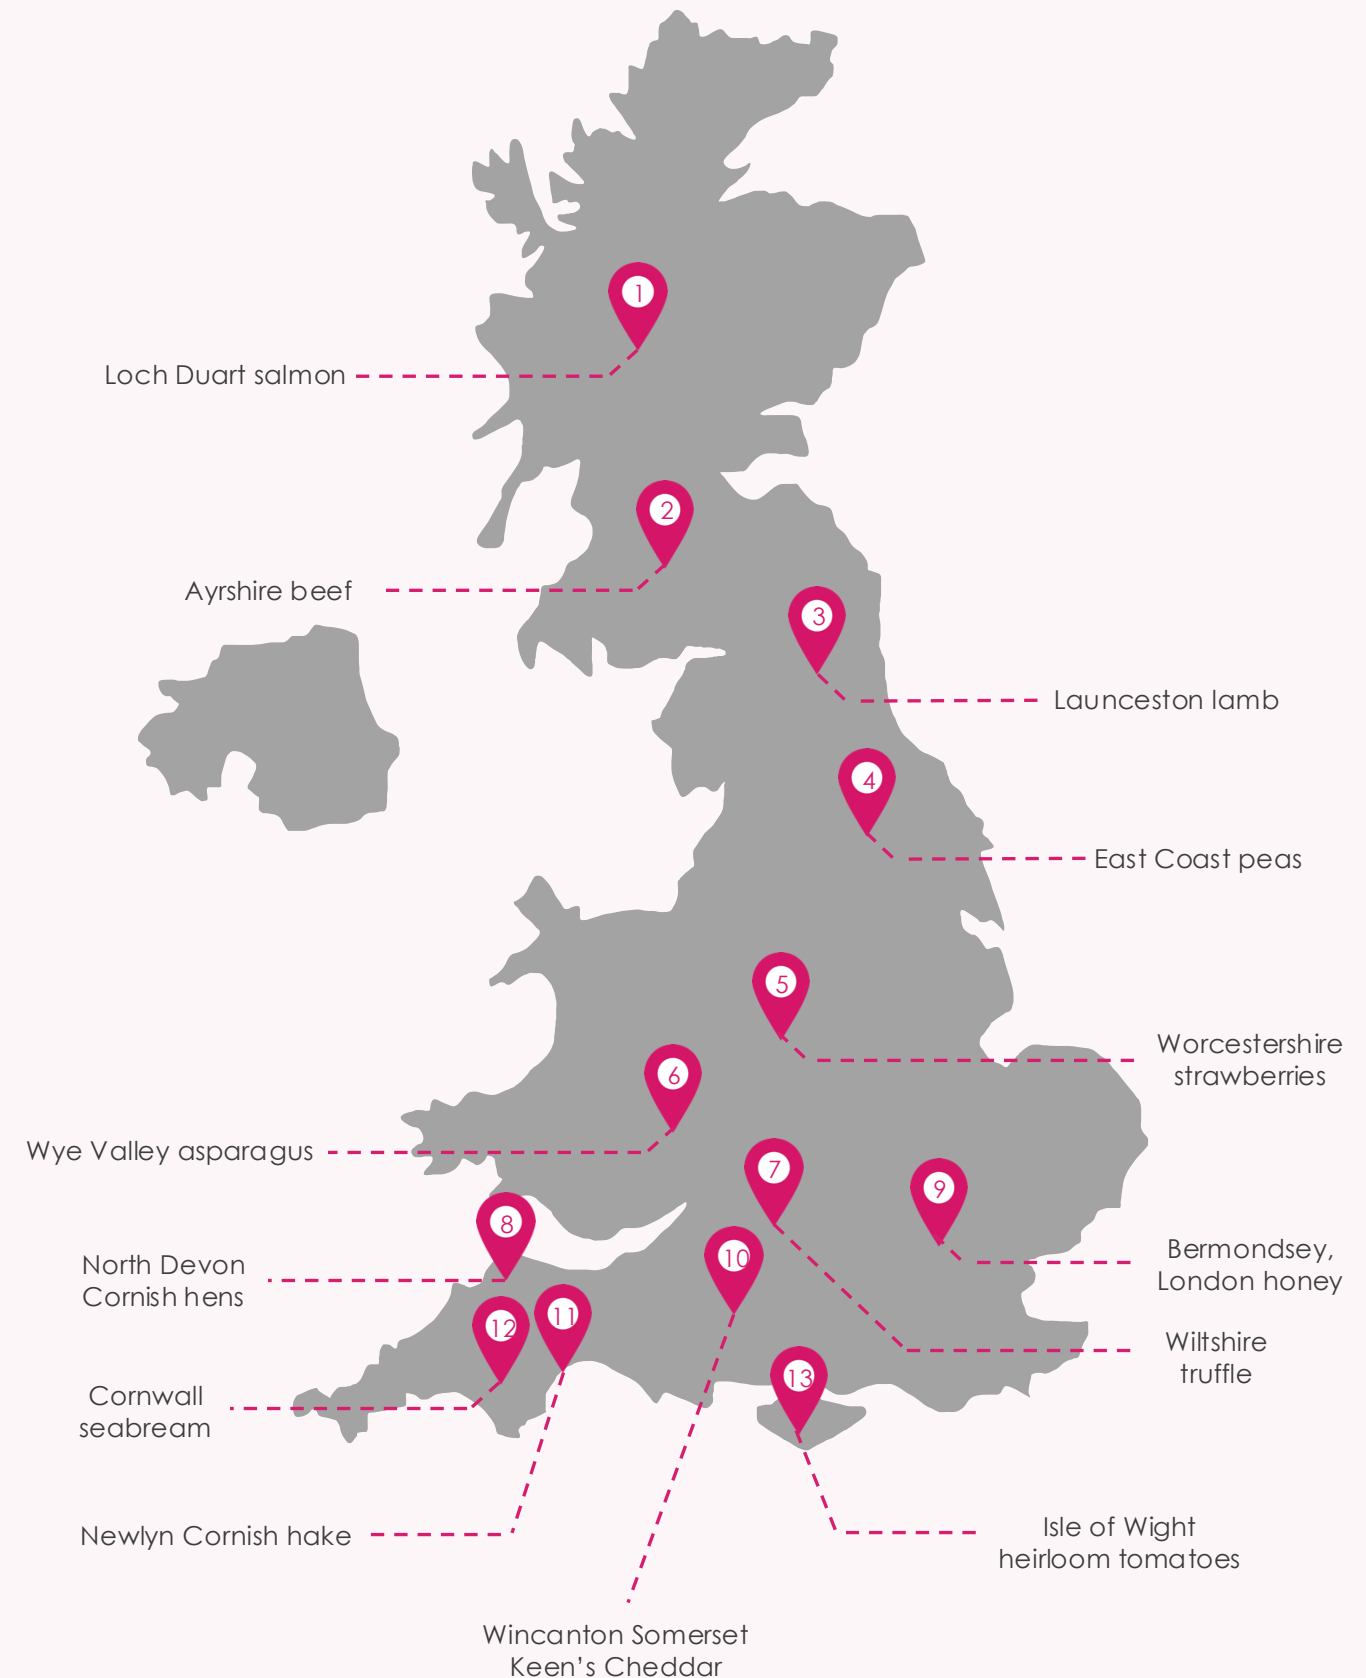 1
Loch Duart salmon
2
Ayrshire beef
3
Launceston lamb
4
East Coast peas
5
Worcestershire
strawberries
6
Wye Valley asparagus
7
8
9
North Devon
Cornish hens
10
Bermondsey,
London honey
11
12
Wiltshire
truffle
13
Cornwall
seabream
Newlyn Cornish hake
Isle of Wight
heirloom tomatoes
Wincanton Somerset
Keen's Cheddar